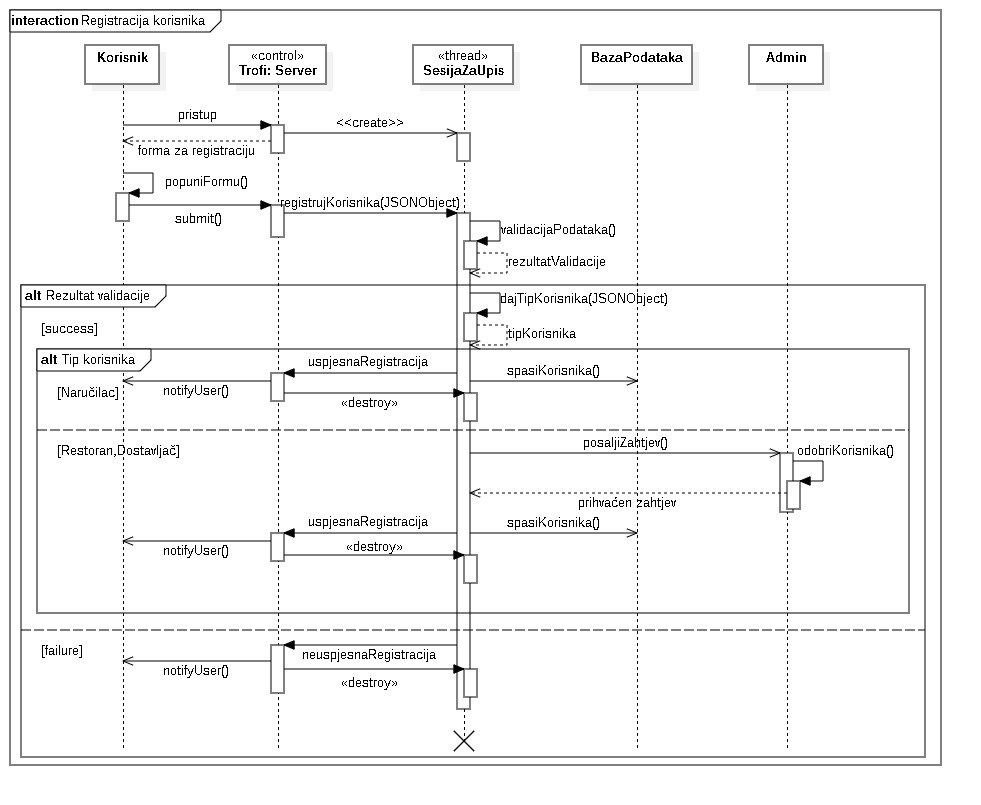 interaction Registracija korisnika
Korisnik
«control»
Trofi: Server
«thread»
SesijaZaUpis
BazaPodataka
Admin
pristup
<<create>>
forma za registraciju
popuniFormu()
registrujKorisnika(JSONObject)
submit()
validacijaPodataka()
rezultatValidacije
alt Rezultat validacije
dajTipKorisnika(JSONObject)
[success]
tipKorisnika
alt Tip korisnika
uspjesnaRegistracija
spasiKorisnika()
[Naručilac]
notifyUser()
«destroy»
posaljiZahtjev()
[Restoran,Dostavljač]
odobriKorisnika()
prihvaćen zahtjev
uspjesnaRegistracija
spasiKorisnika()
notifyUser()
«destroy»
[failure]
neuspjesnaRegistracija
notifyUser()
«destroy»